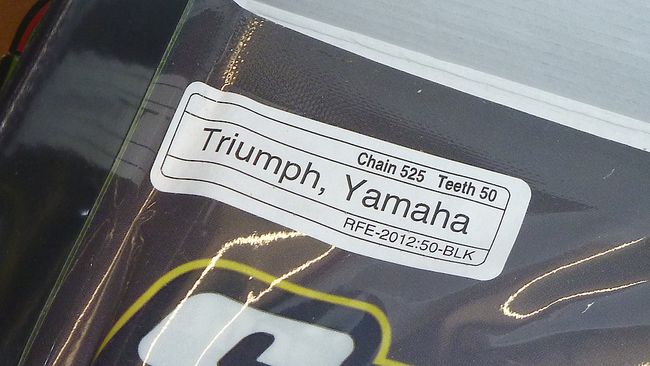 Chain 525 Teeth 50
Triumph, Yamaha
RFE-2012:50-BLK